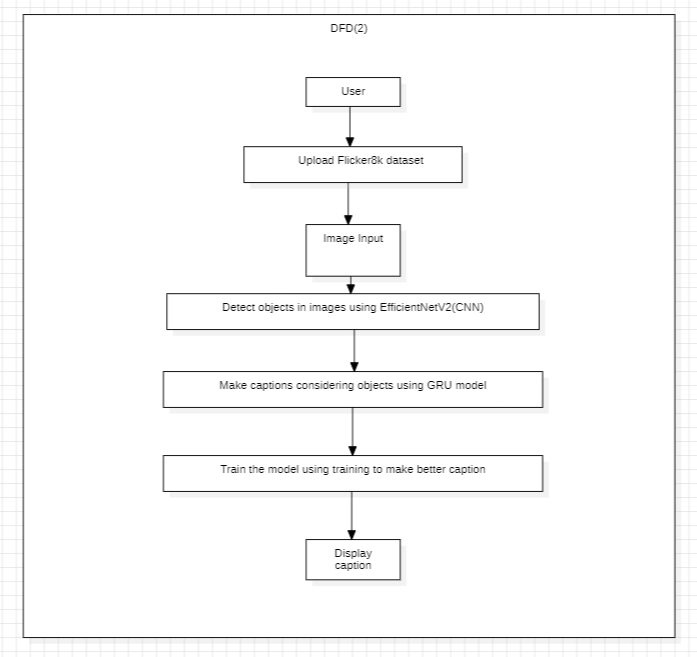 DFD(2)
User
Upload Flicker8k dataset
Image Input
Detect objects in images using EfficientNetV2(CNN)
Make captions considering objects using GRU model
Train the model using training to make better caption
Display
caption